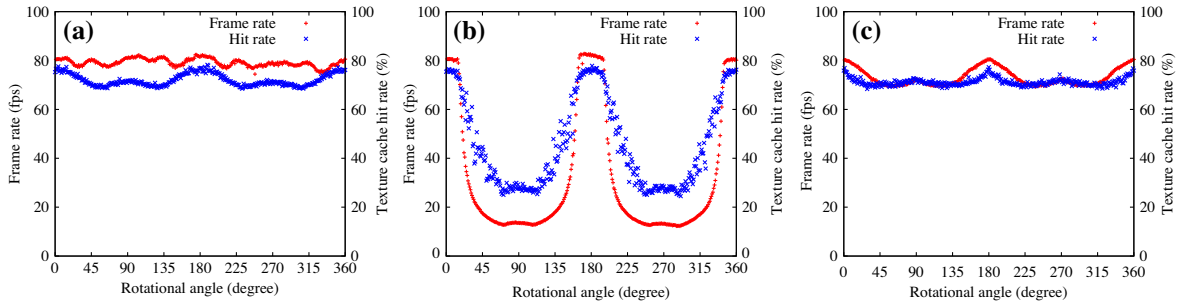 (a)
Frame rate
Hit rate
Frame rate (fps)
Texture cache hit rate (%)
100
80
60
40
20
0
100
80
60
40
20
0
0 45 90 135 180 225 270 315 360
Rotational angle (degree)
(b)
Frame rate
Hit rate
Frame rate (fps)
Texture cache hit rate (%)
100
80
60
40
20
0
100
80
60
40
20
0
0 45 90 135 180 225 270 315 360
Rotational angle (degree)
(c)
Frame rate
Hit rate
Frame rate (fps)
Texture cache hit rate (%)
100
80
60
40
20
0
100
80
60
40
20
0
0 45 90 135 180 225 270 315 360
Rotational angle (degree)